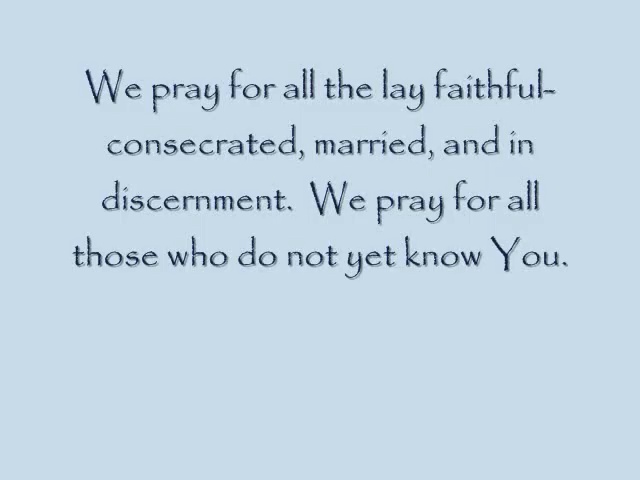 We pray for all the lay faithful-
consecrated, married, and in
discernment.  We pray for all
those who do not yet know You.